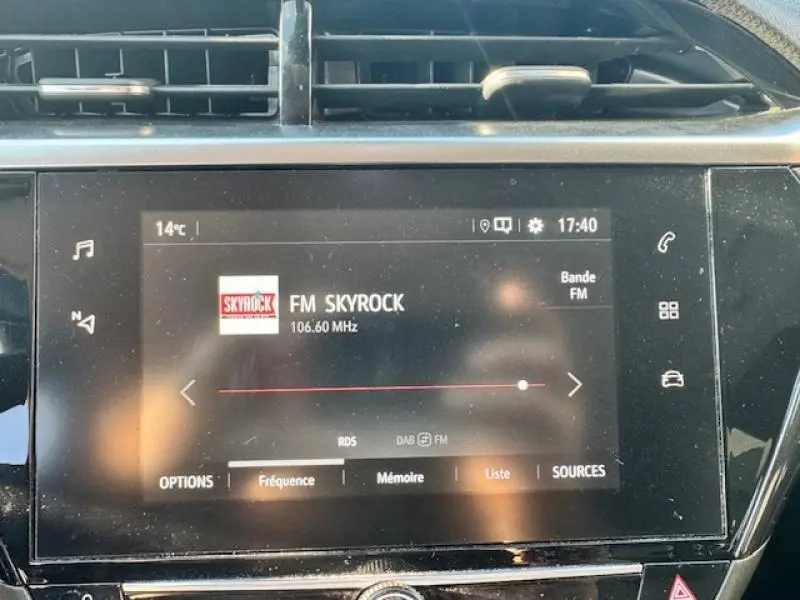 14°C 17:40
N
SKYROCK
FM SKYROCK
106.60 MHz
Bande
FM
RDS DAB FM
OPTIONS Fréquence Mémoire Liste SOURCES